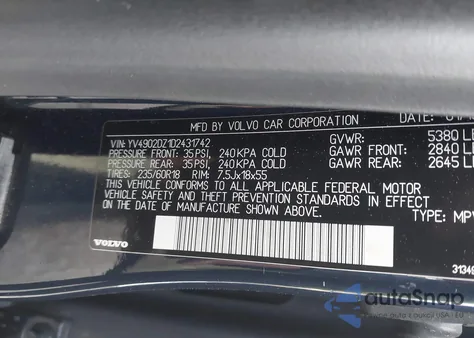 MFD BY VOLVO CAR CORPORATION
VIN: YV4902DZ1D2431742
PRESSURE FRONT: 35 PSI, 240 KPA COLD
PRESSURE REAR: 35 PSI, 240 KPA COLD
TIRES: 235/60R18 RIM: 7.5Jx18x55
GVWR: 5380 L
GAWR FRONT: 2840 LB
GAWR REAR: 2645 LB
THIS VEHICLE CONFORMS TO ALL APPLICABLE FEDERAL MOTOR
VEHICLE SAFETY AND THEFT PREVENTION STANDARDS IN EFFECT
ON THE DATE OF MANUFACTURE SHOWN ABOVE.
TYPE: MPV
VOLVO
3134
autoSnap